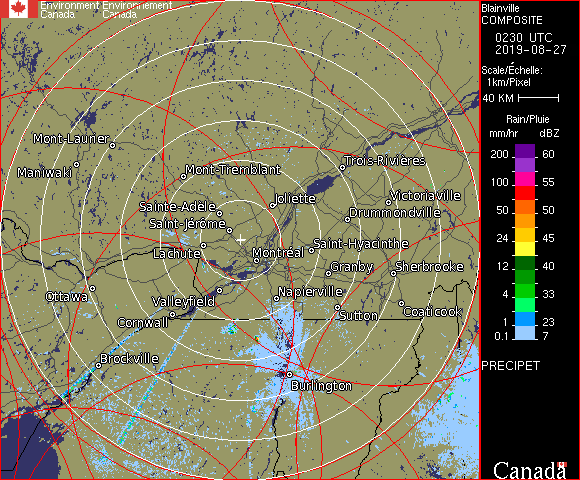 Environment Environnement
Canada Canada
Blainville
COMPOSITE
0230 UTC
2019-08-27
Scale/Échelle:
1km/Pixel
40 KM
Rain/Pluie
mm/hr dBZ
200 60
100 55
50 50
24 45
12 40
4 33
1 23
0.1 7
PRECIPET
Canada
Mont-Laurier
Maniwaki
Mont-Tremblant
Trois-Rivières
Joliette
Victoriaville
Sainte-Adèle
Drummondville
Saint-Jérôme
Lachute
Montréal
Saint-Hyacinthe
Granby
Sherbrooke
Ottawa
Valleyfield
Napierville
Cornwall
Sutton
Coaticook
Brockville
Burlington